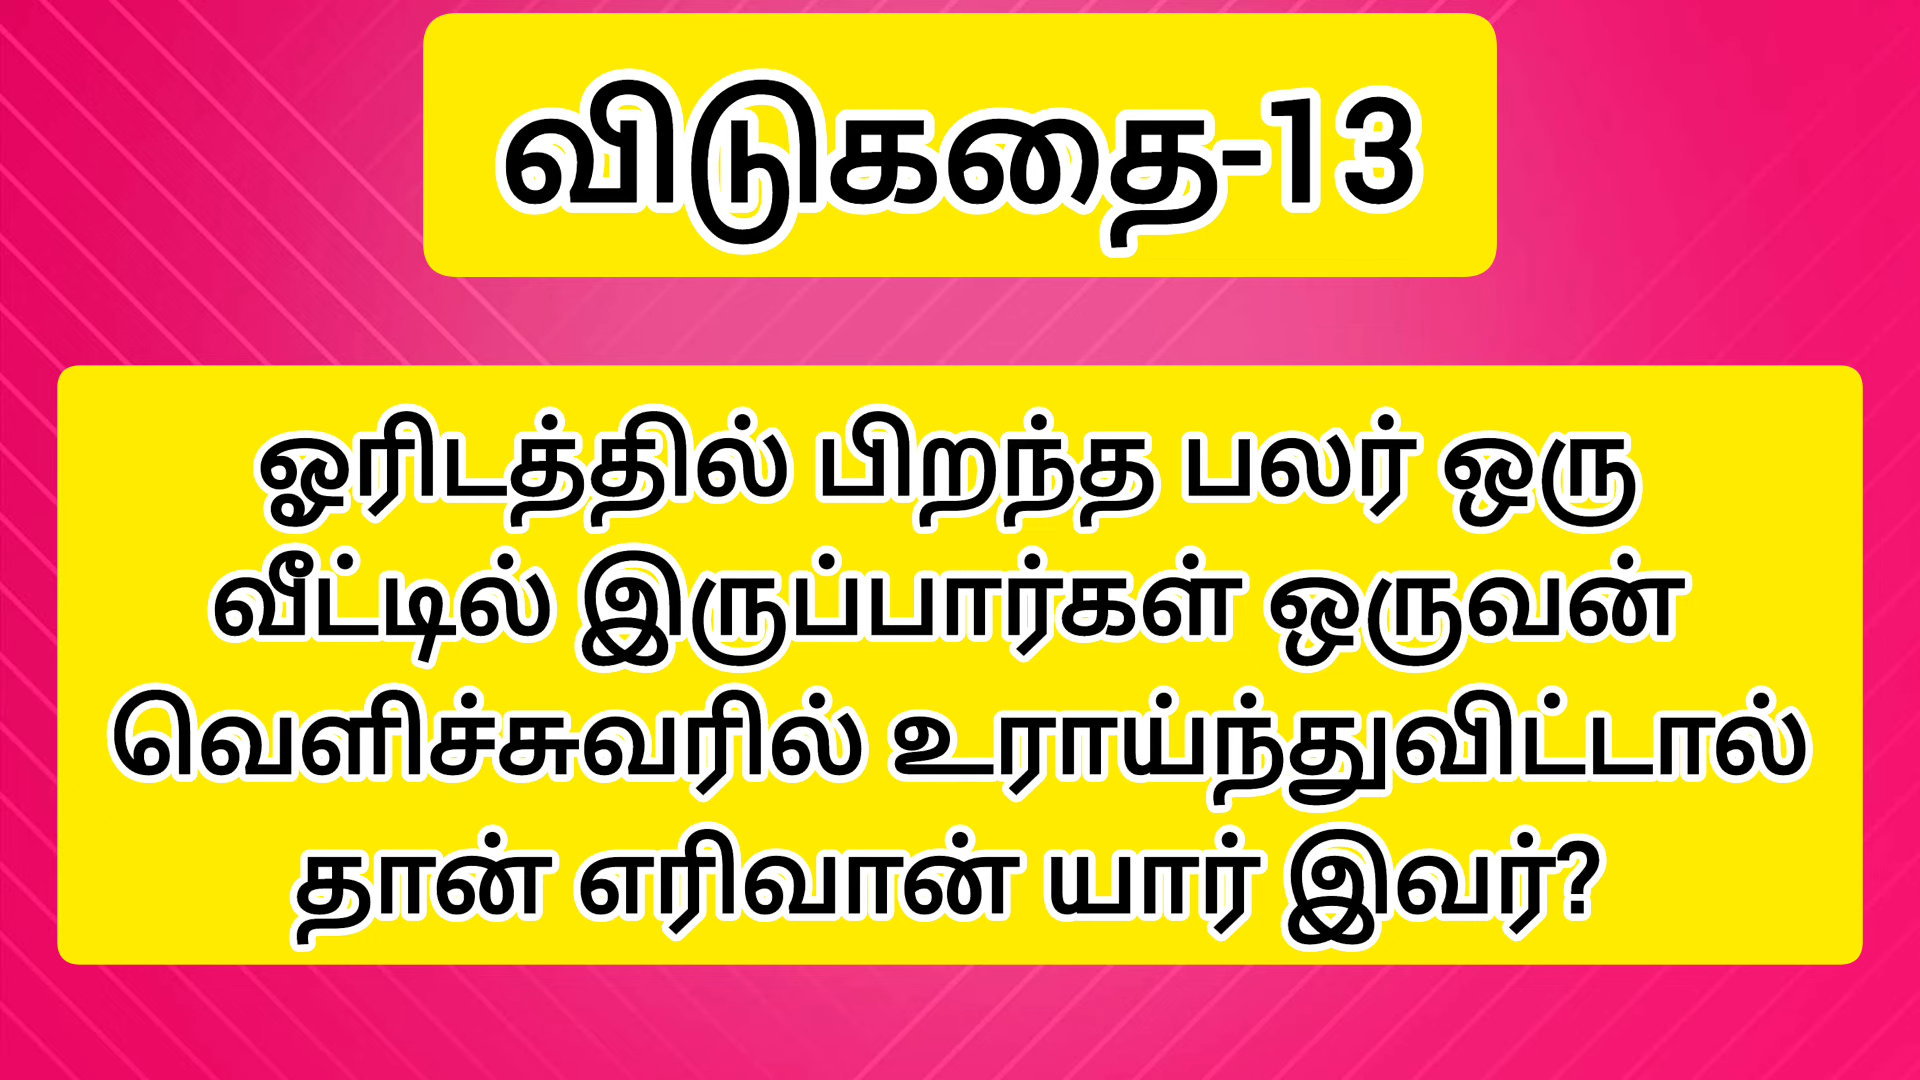 விடுகதை-13
ஓரிடத்தில் பிறந்த பலர் ஒரு
வீட்டில் இருப்பார்கள் ஒருவன்
வெளிச்சுவரில் உராய்ந்துவிட்டால்
தான் எரிவான் யார் இவர்?